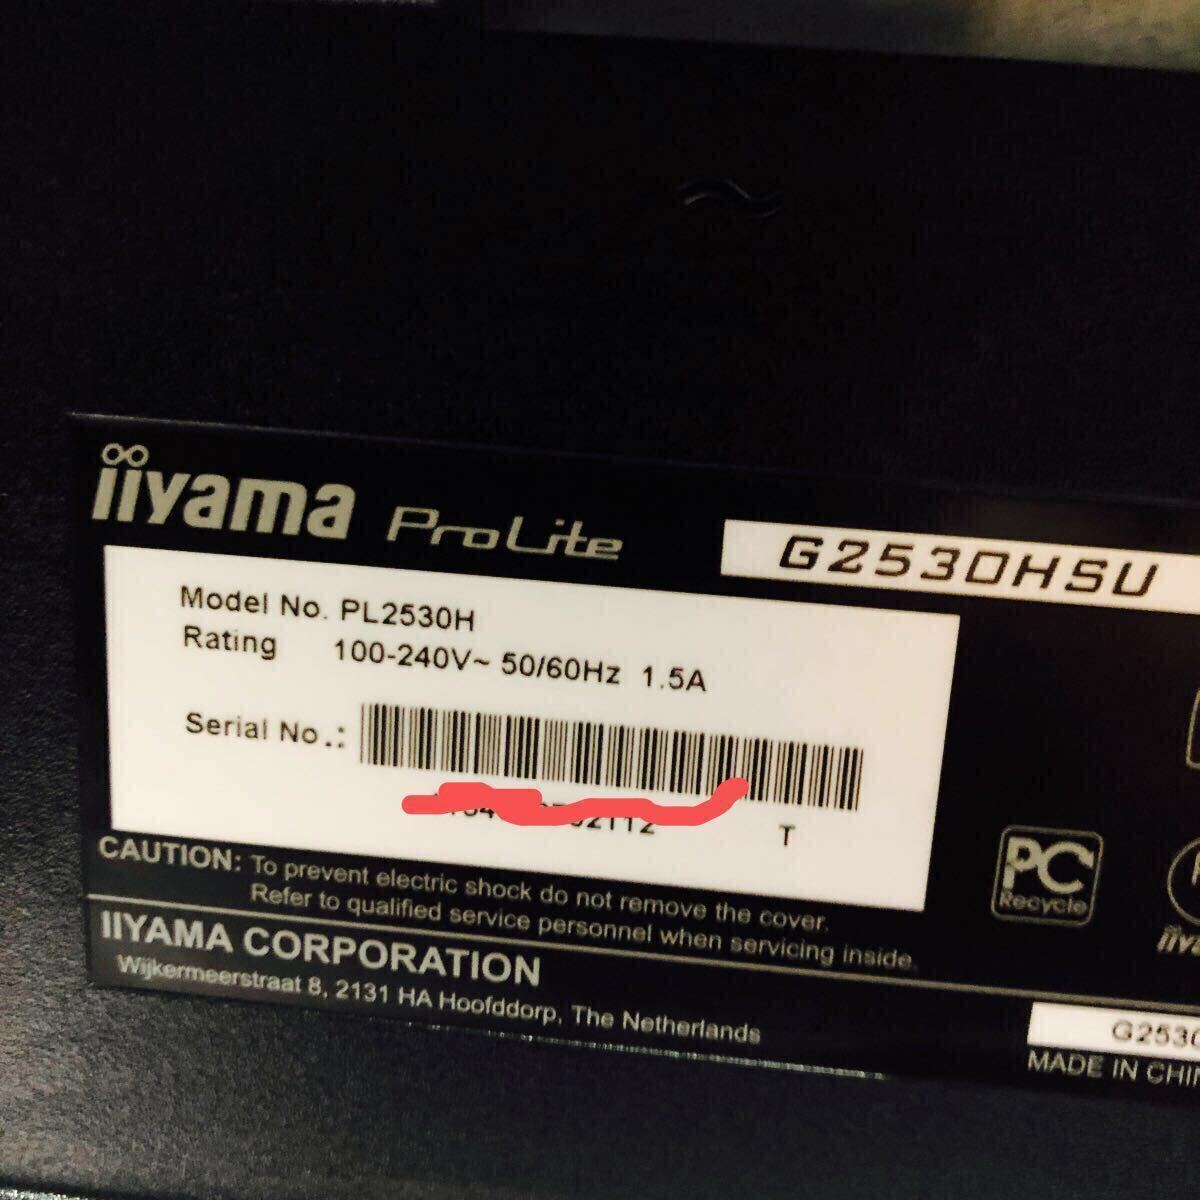 iiyama ProLite G2530HSU
Model No. PL2530H
Rating 100-240V~ 50/60Hz 1.5A
Serial No.:
T
CAUTION: To prevent electric shock do not remove the cover.
Refer to qualified service personnel when servicing inside.
IIYAMA CORPORATION
Wijkermeerstraat 8, 2131 HA Hoofddorp, The Netherlands
PC
Recycle
MADE IN